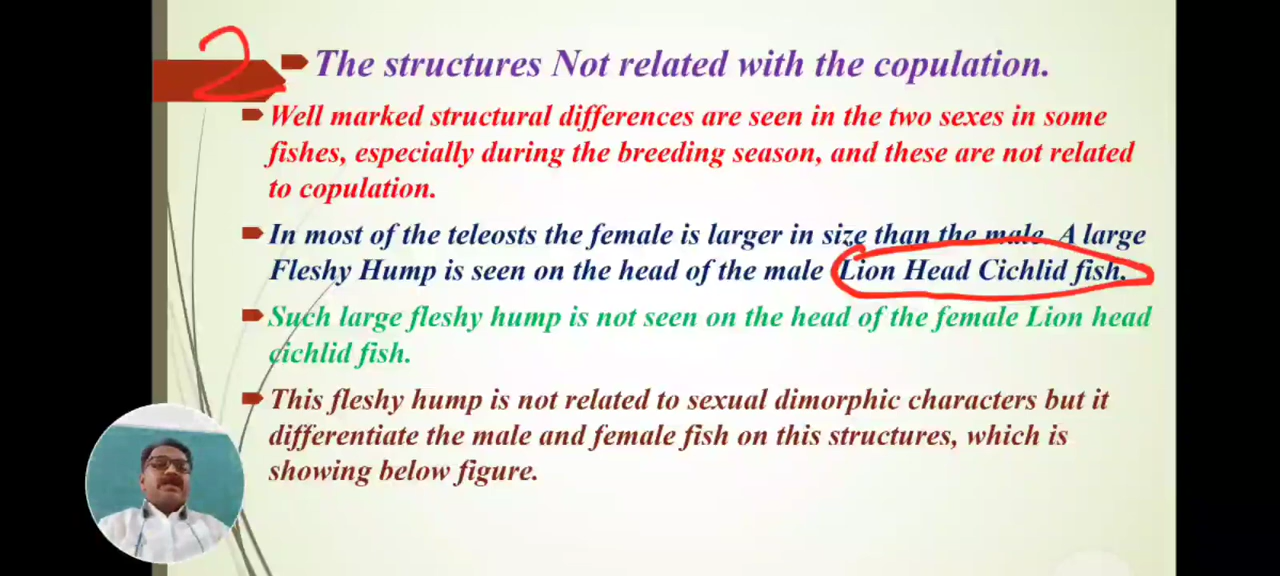 2
The structures Not related with the copulation.
Well marked structural differences are seen in the two sexes in some
fishes, especially during the breeding season, and these are not related
to copulation.
In most of the teleosts the female is larger in size than the male. A large
Fleshy Hump is seen on the head of the male Lion Head Cichlid fish.
Such large fleshy hump is not seen on the head of the female Lion head
cichlid fish.
This fleshy hump is not related to sexual dimorphic characters but it
differentiate the male and female fish on this structures, which is
showing below figure.